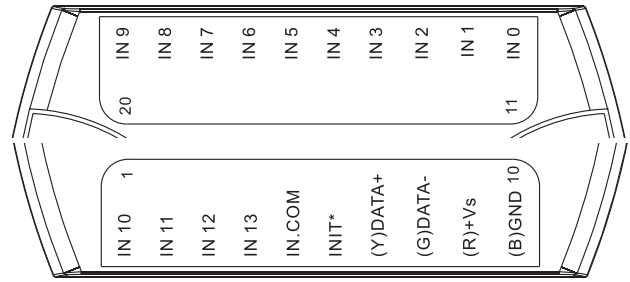 IN 9
IN 8
IN 7
IN 6
IN 5
IN 4
IN 3
IN 2
IN 1
IN 0
20
11
1
10
IN 10
IN 11
IN 12
IN 13
IN.COM
INIT*
(Y)DATA+
(G)DATA-
(R)+Vs
(B)GND